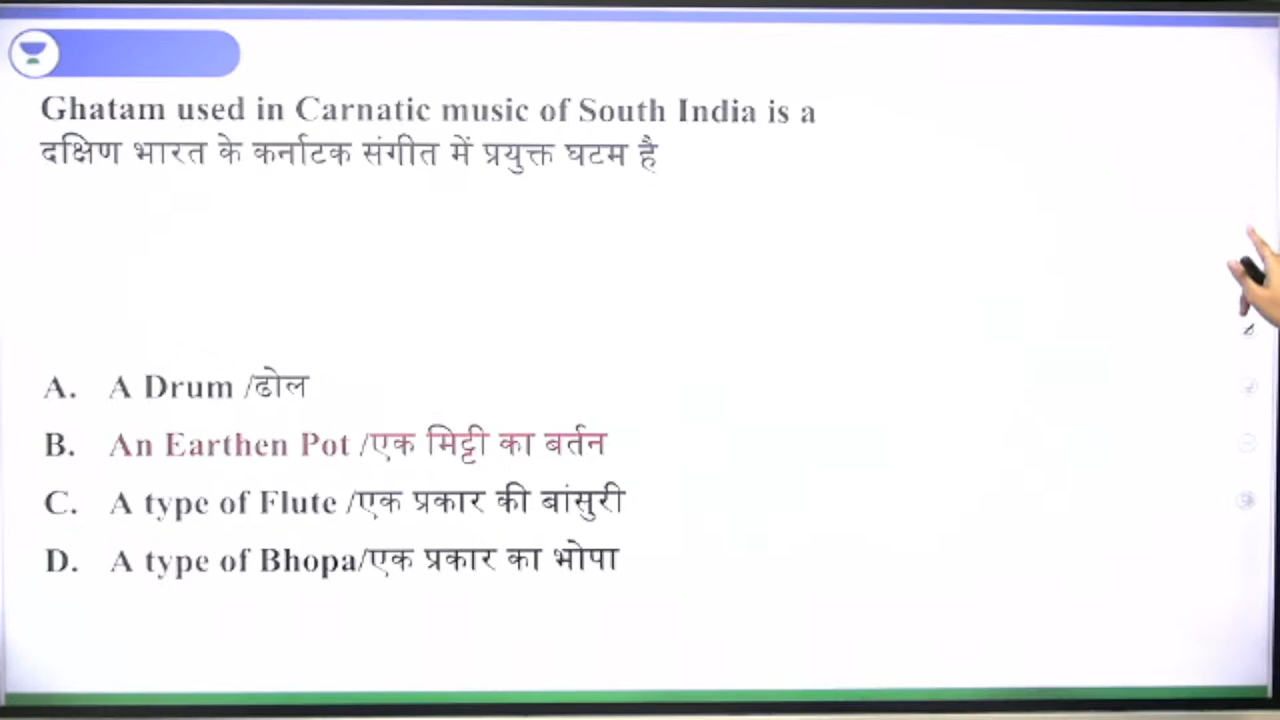 Ghatam used in Carnatic music of South India is a
दक्षिण भारत के कर्नाटक संगीत में प्रयुक्त घटम है
A. A Drum /ढोल
B. An Earthen Pot /एक मिट्टी का बर्तन
C. A type of Flute /एक प्रकार की बांसुरी
D. A type of Bhopa/एक प्रकार का भोपा